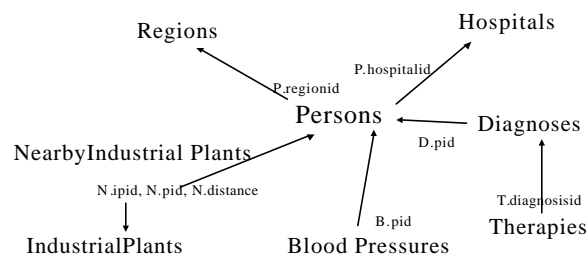 Regions
Hospitals
P.hospitalid
P.regionid
Persons
Diagnoses
D.pid
NearbyIndustrial Plants
N.ipid, N.pid, N.distance
T.diagnosisid
B.pid
Therapies
IndustrialPlants
Blood Pressures